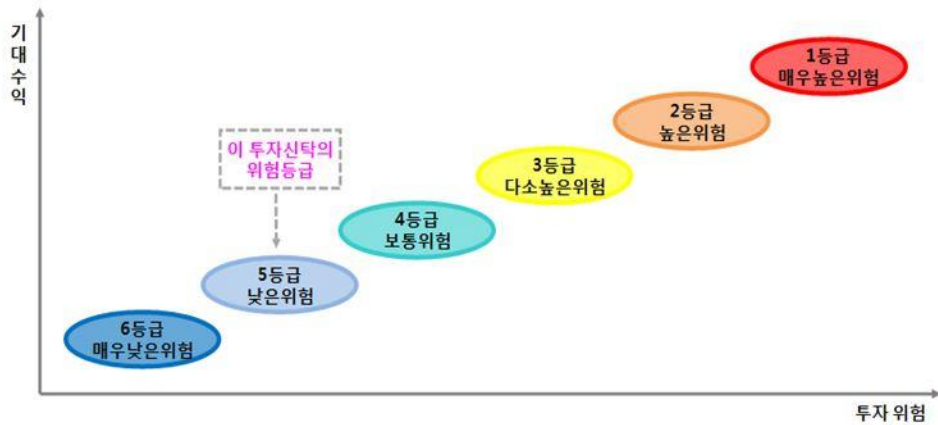 기대수익
1등급
매우높은위험
2등급
높은위험
이 투자신탁의
위험등급
3등급
다소높은위험
4등급
보통위험
5등급
낮은위험
6등급
매우낮은위험
투자 위험